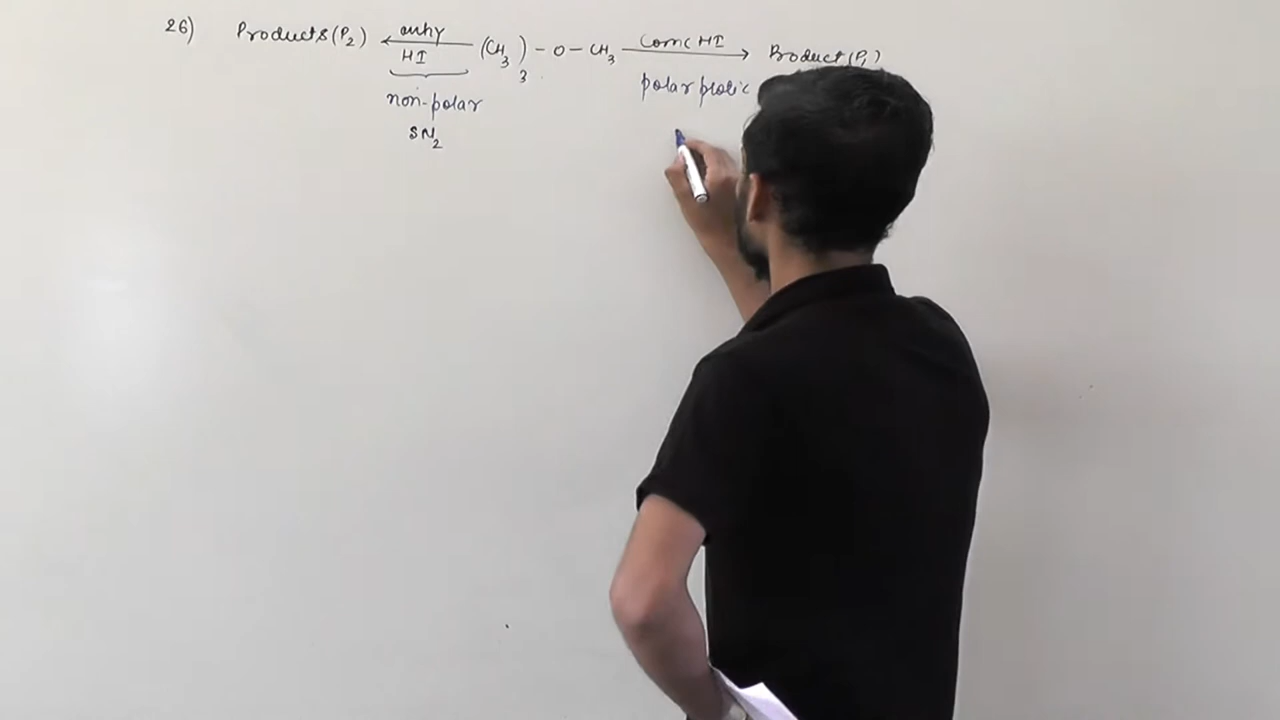 26) Products(P2) anhy HI (CH3)3 - O - CH3 Conc HI Product(P1)
non-polar polar protic
SN2